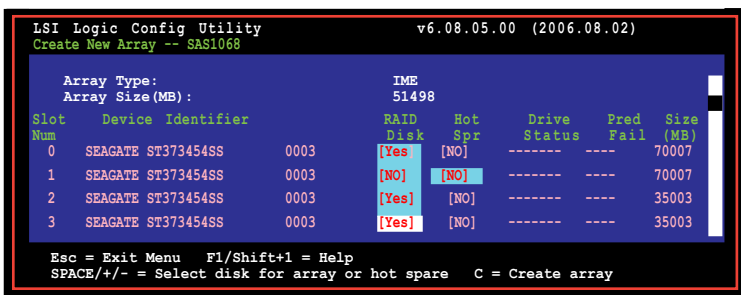 LSI Logic Config Utility v6.08.05.00 (2006.08.02)
Create New Array -- SAS1068
Array Type: IME
Array Size(MB): 51498
Slot Device Identifier RAID Hot Drive Pred Size
Num Disk Spr Status Fail (MB)
0 SEAGATE ST373454SS 0003 [Yes] [NO] ------- ---- 70007
1 SEAGATE ST373454SS 0003 [NO] [NO] ------- ---- 70007
2 SEAGATE ST373454SS 0003 [Yes] [NO] ------- ---- 35003
3 SEAGATE ST373454SS 0003 [Yes] [NO] ------- ---- 35003
Esc = Exit Menu F1/Shift+1 = Help
SPACE/+/- = Select disk for array or hot spare C = Create array